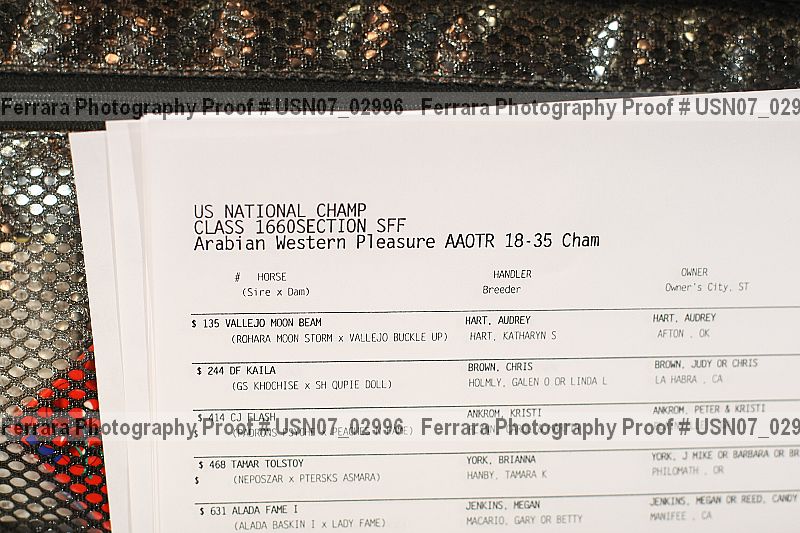 Ferrara Photography Proof # USN07_02996 Ferrara Photography Proof # USN07_029
US NATIONAL CHAMP
CLASS 1660SECTION SFF
Arabian Western Pleasure AAOTR 18-35 Cham
# HORSE HANDLER OWNER
(Sire x Dam) Breeder Owner's City, ST
$ 135 VALLEJO MOON BEAM HART, AUDREY HART, AUDREY
(ROHARA MOON STORM x VALLEJO BUCKLE UP) HART, KATHARYN S AFTON , OK
$ 244 DF KAILA BROWN, CHRIS BROWN, JUDY OR CHRIS
(GS KHOCHISE x SH QUPIE DOLL) HOLMLY, GALEN O OR LINDA L LA HABRA , CA
$ 414 CJ FLASH ANKROM, KRISTI ANKROM, PETER & KRISTI
Ferrara Photography Proof # USN07_02996 Ferrara Photography Proof # USN07_029
$
$ 468 TAMAR TOLSTOY YORK, BRIANNA YORK, J MIKE OR BARBARA OR BR
$ (NEPOSZAR x PTERSKS ASMARA) HANBY, TAMARA K PHILOMATH , OR
$ 631 ALADA FAME I JENKINS, MEGAN JENKINS, MEGAN OR REED, CANDY
(ALADA BASKIN I x LADY FAME) MACARIO, GARY OR BETTY MANIFEE , CA